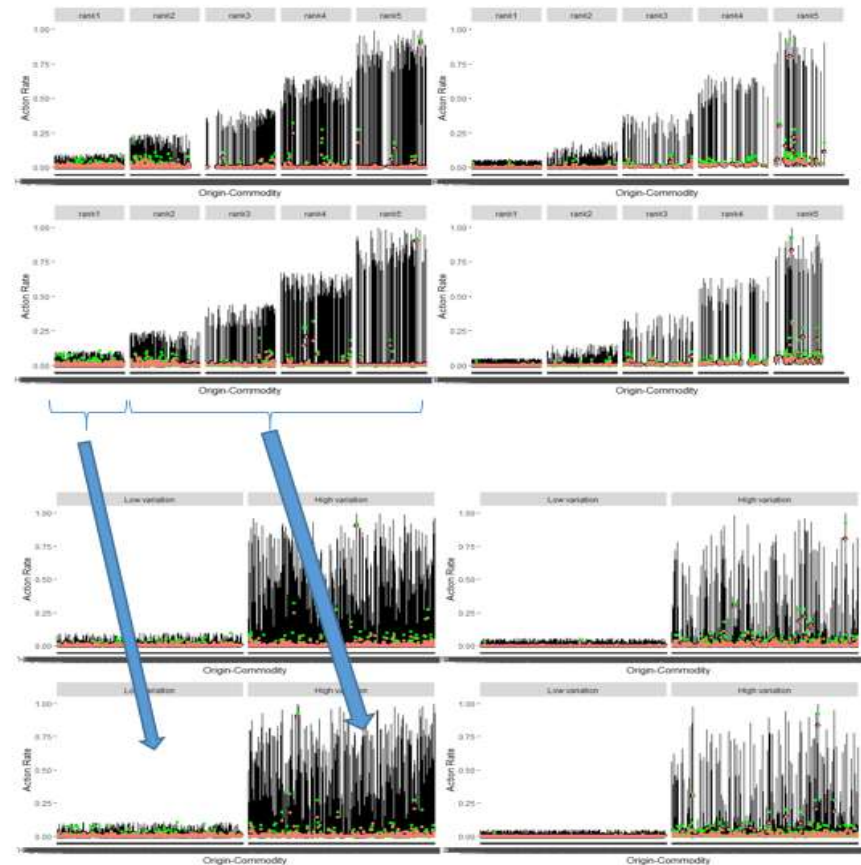 rank1 rank2 rank3 rank4 rank5
1.00
0.75
0.50
0.25
0.00
Action Rate
Origin-Commodity
rank1 rank2 rank3 rank4 rank5
1.00
0.75
0.50
0.25
0.00
Action Rate
Origin-Commodity
rank1 rank2 rank3 rank4 rank5
1.00
0.75
0.50
0.25
0.00
Action Rate
Origin-Commodity
rank1 rank2 rank3 rank4 rank5
1.00
0.75
0.50
0.25
0.00
Action Rate
Origin-Commodity
Low variation High variation
1.00
0.75
0.50
0.25
0.00
Action Rate
Origin-Commodity
Low variation High variation
1.00
0.75
0.50
0.25
0.00
Action Rate
Origin-Commodity
Low variation High variation
1.00
0.75
0.50
0.25
0.00
Action Rate
Origin-Commodity
Low variation High variation
1.00
0.75
0.50
0.25
0.00
Action Rate
Origin-Commodity